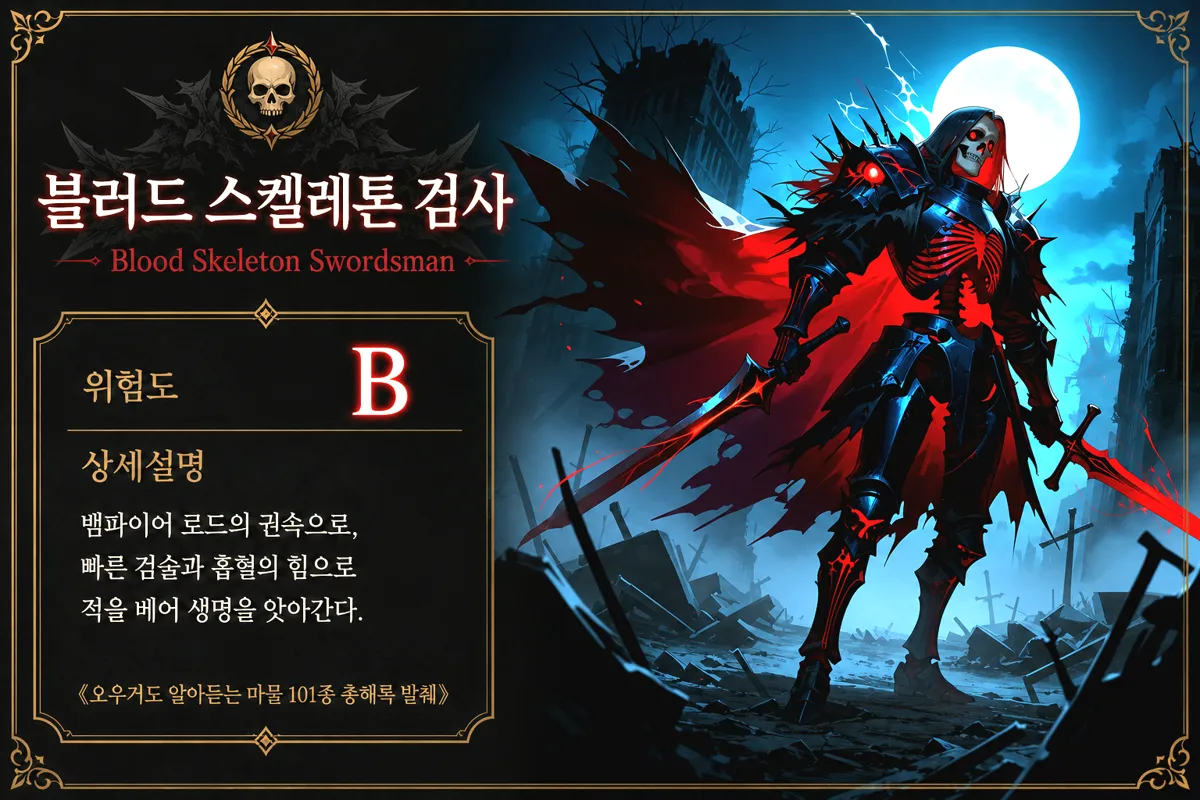 블러드 스켈레톤 검사
Blood Skeleton Swordsman
위험도
B
상세설명
뱀파이어 로드의 권속으로,
빠른 검술과 흡혈의 힘으로
적을 베어 생명을 앗아간다.
《오우거도 알아듣는 마물 101종 총해록 발췌》